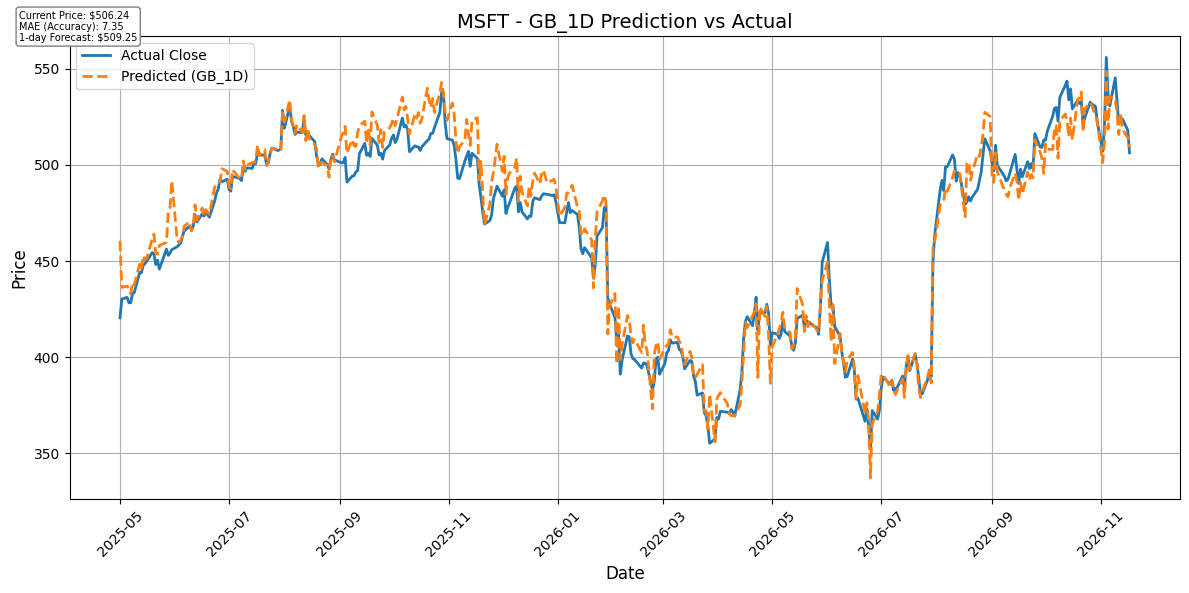 MSFT - GB_1D Prediction vs Actual
Current Price: $506.24
MAE (Accuracy): 7.35
1-day Forecast: $509.25
Actual Close
Predicted (GB_1D)
Price
550
500
450
400
350
2025-05
2025-07
2025-09
2025-11
2026-01
2026-03
2026-05
2026-07
2026-09
2026-11
Date